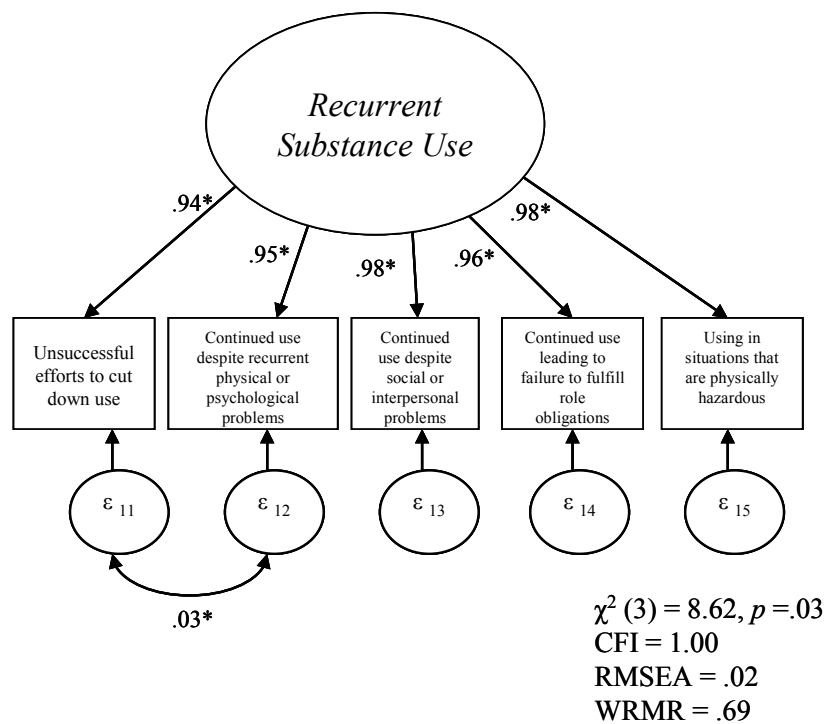 Recurrent
Substance Use
.94*
.95*
.98*
.96*
.98*
Unsuccessful
efforts to cut
down use
Continued use
despite recurrent
physical or
psychological
problems
Continued
use despite
social or
interpersonal
problems
Continued use
leading to
failure to fulfill
role
obligations
Using in
situations that
are physically
hazardous
ε 11
ε 12
ε 13
ε 14
ε 15
.03*
χ² (3) = 8.62, p =.03
CFI = 1.00
RMSEA = .02
WRMR = .69